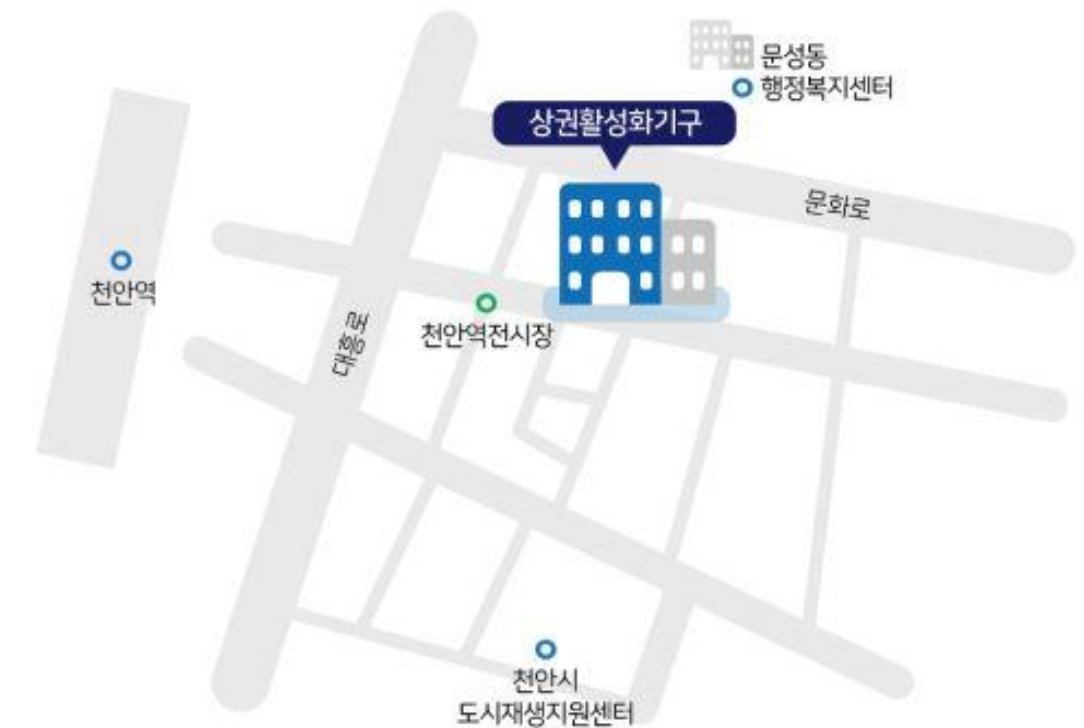 문성동
행정복지센터
상권활성화기구
문화로
천안역
천안역전시장
대흥로
천안시
도시재생지원센터